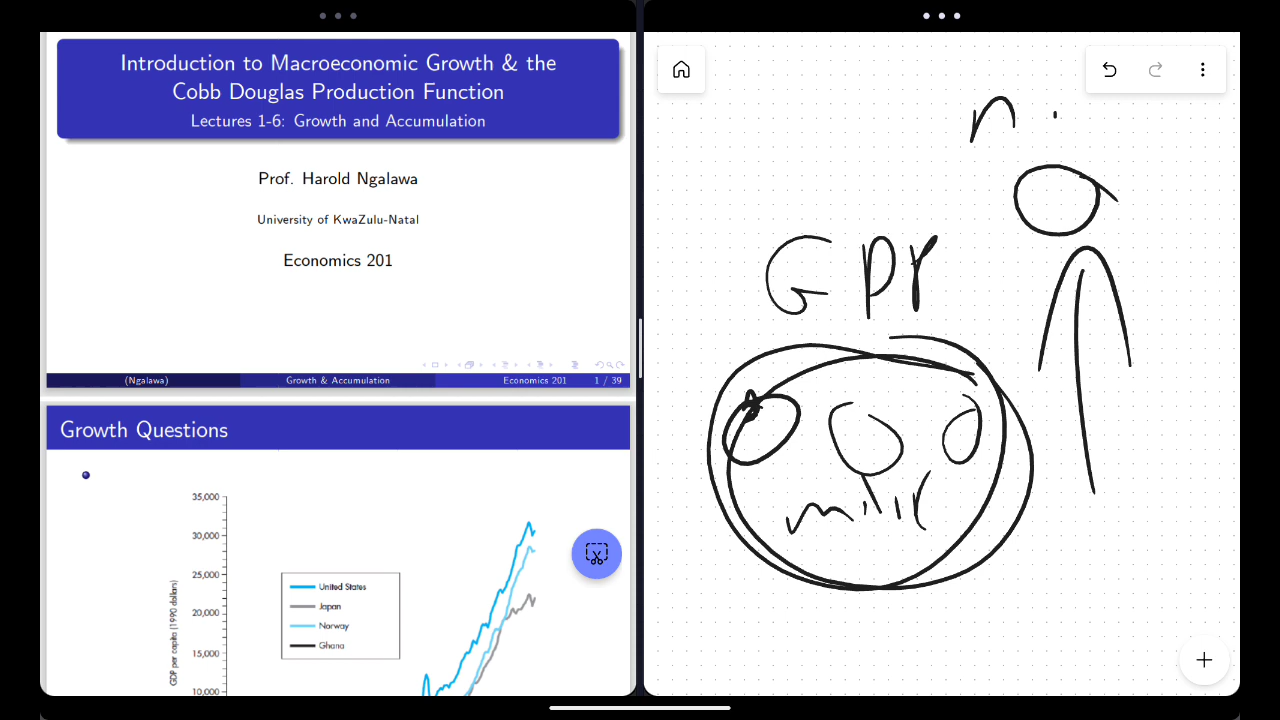 Introduction to Macroeconomic Growth & the
Cobb Douglas Production Function
Lectures 1-6: Growth and Accumulation
Prof. Harold Ngalawa
University of KwaZulu-Natal
Economics 201
(Ngalawa) Growth & Accumulation Economics 201 1 / 39
Growth Questions
35,000
30,000
25,000
20,000
15,000
10,000
GDP per capita (1990 dollars)
United States
Japan
Norway
Ghana
n